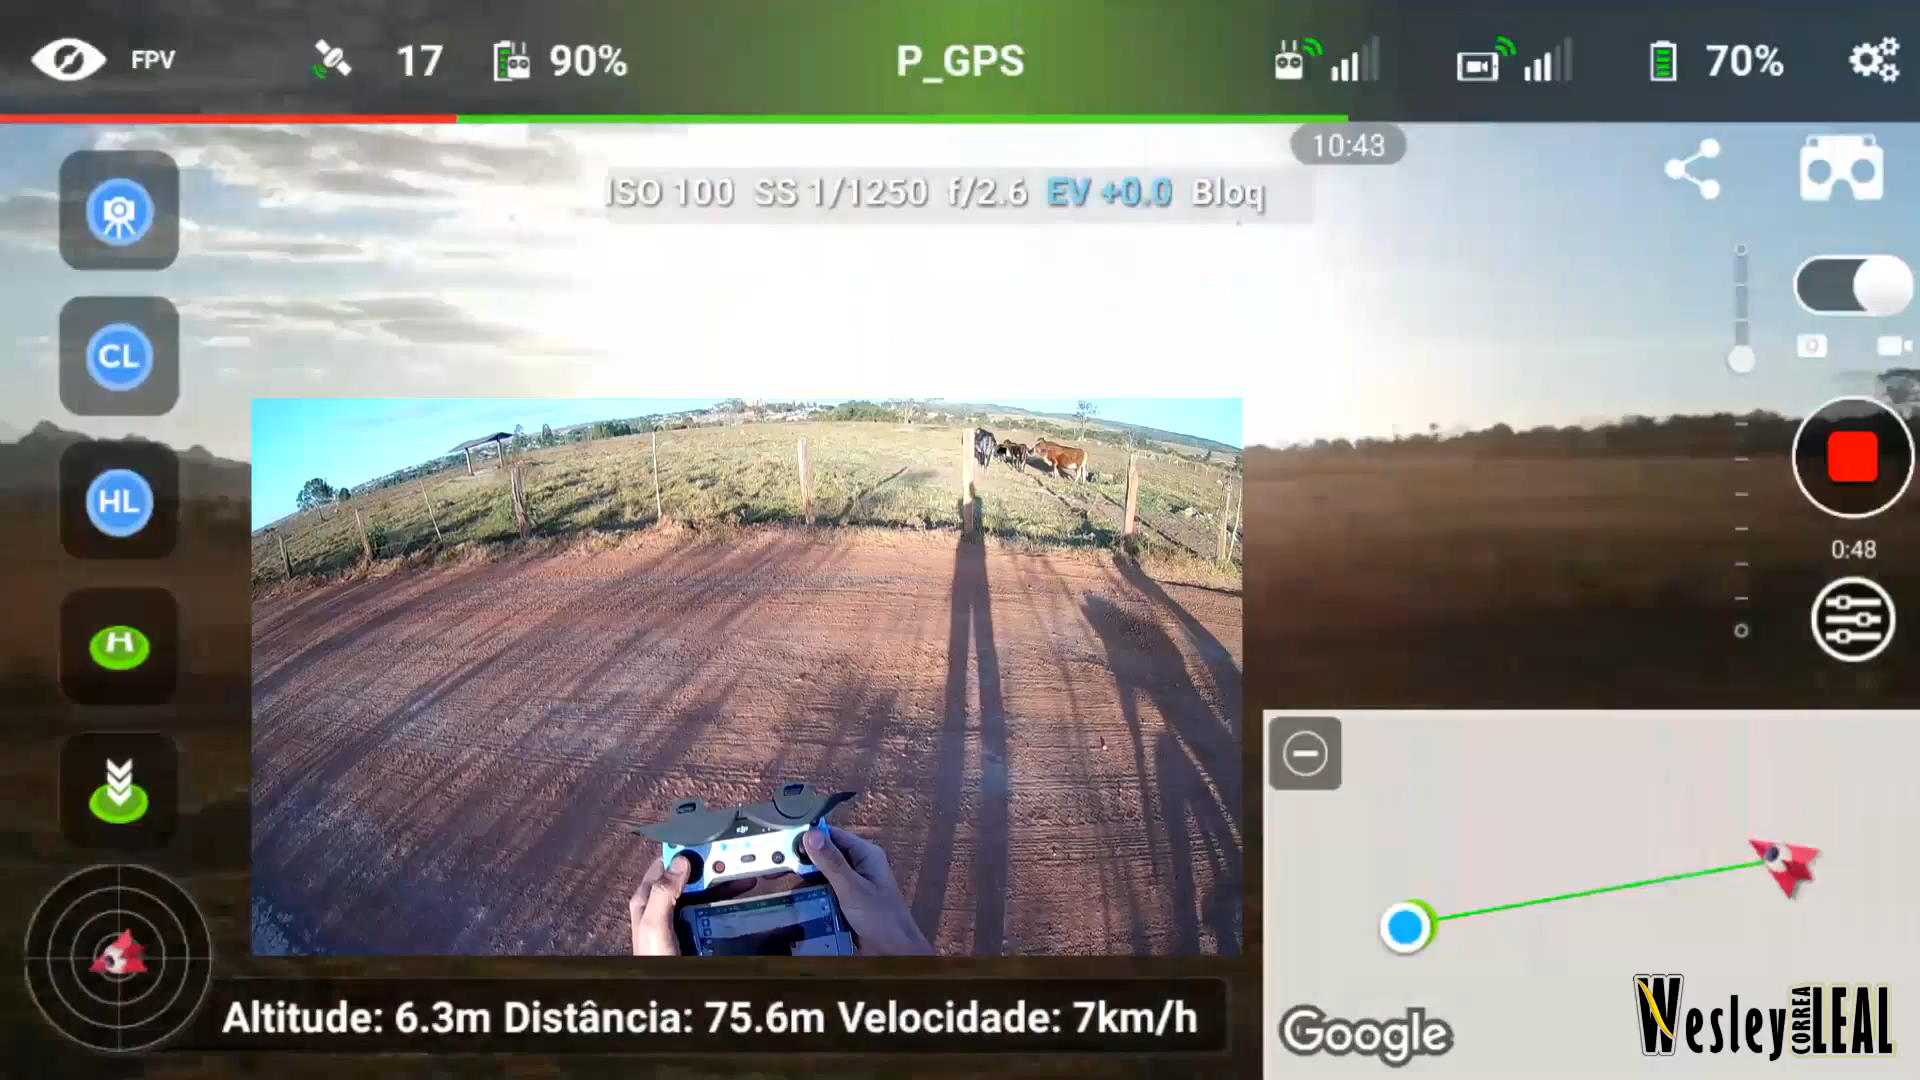 FPV
17
90%
P_GPS
70%
10:43
ISO 100 SS 1/1250 f/2.6 EV +0.0 Bloq
CL
HL
H
0:48
Altitude: 6.3m Distância: 75.6m Velocidade: 7km/h
Google
Wesley CORREA LEAL